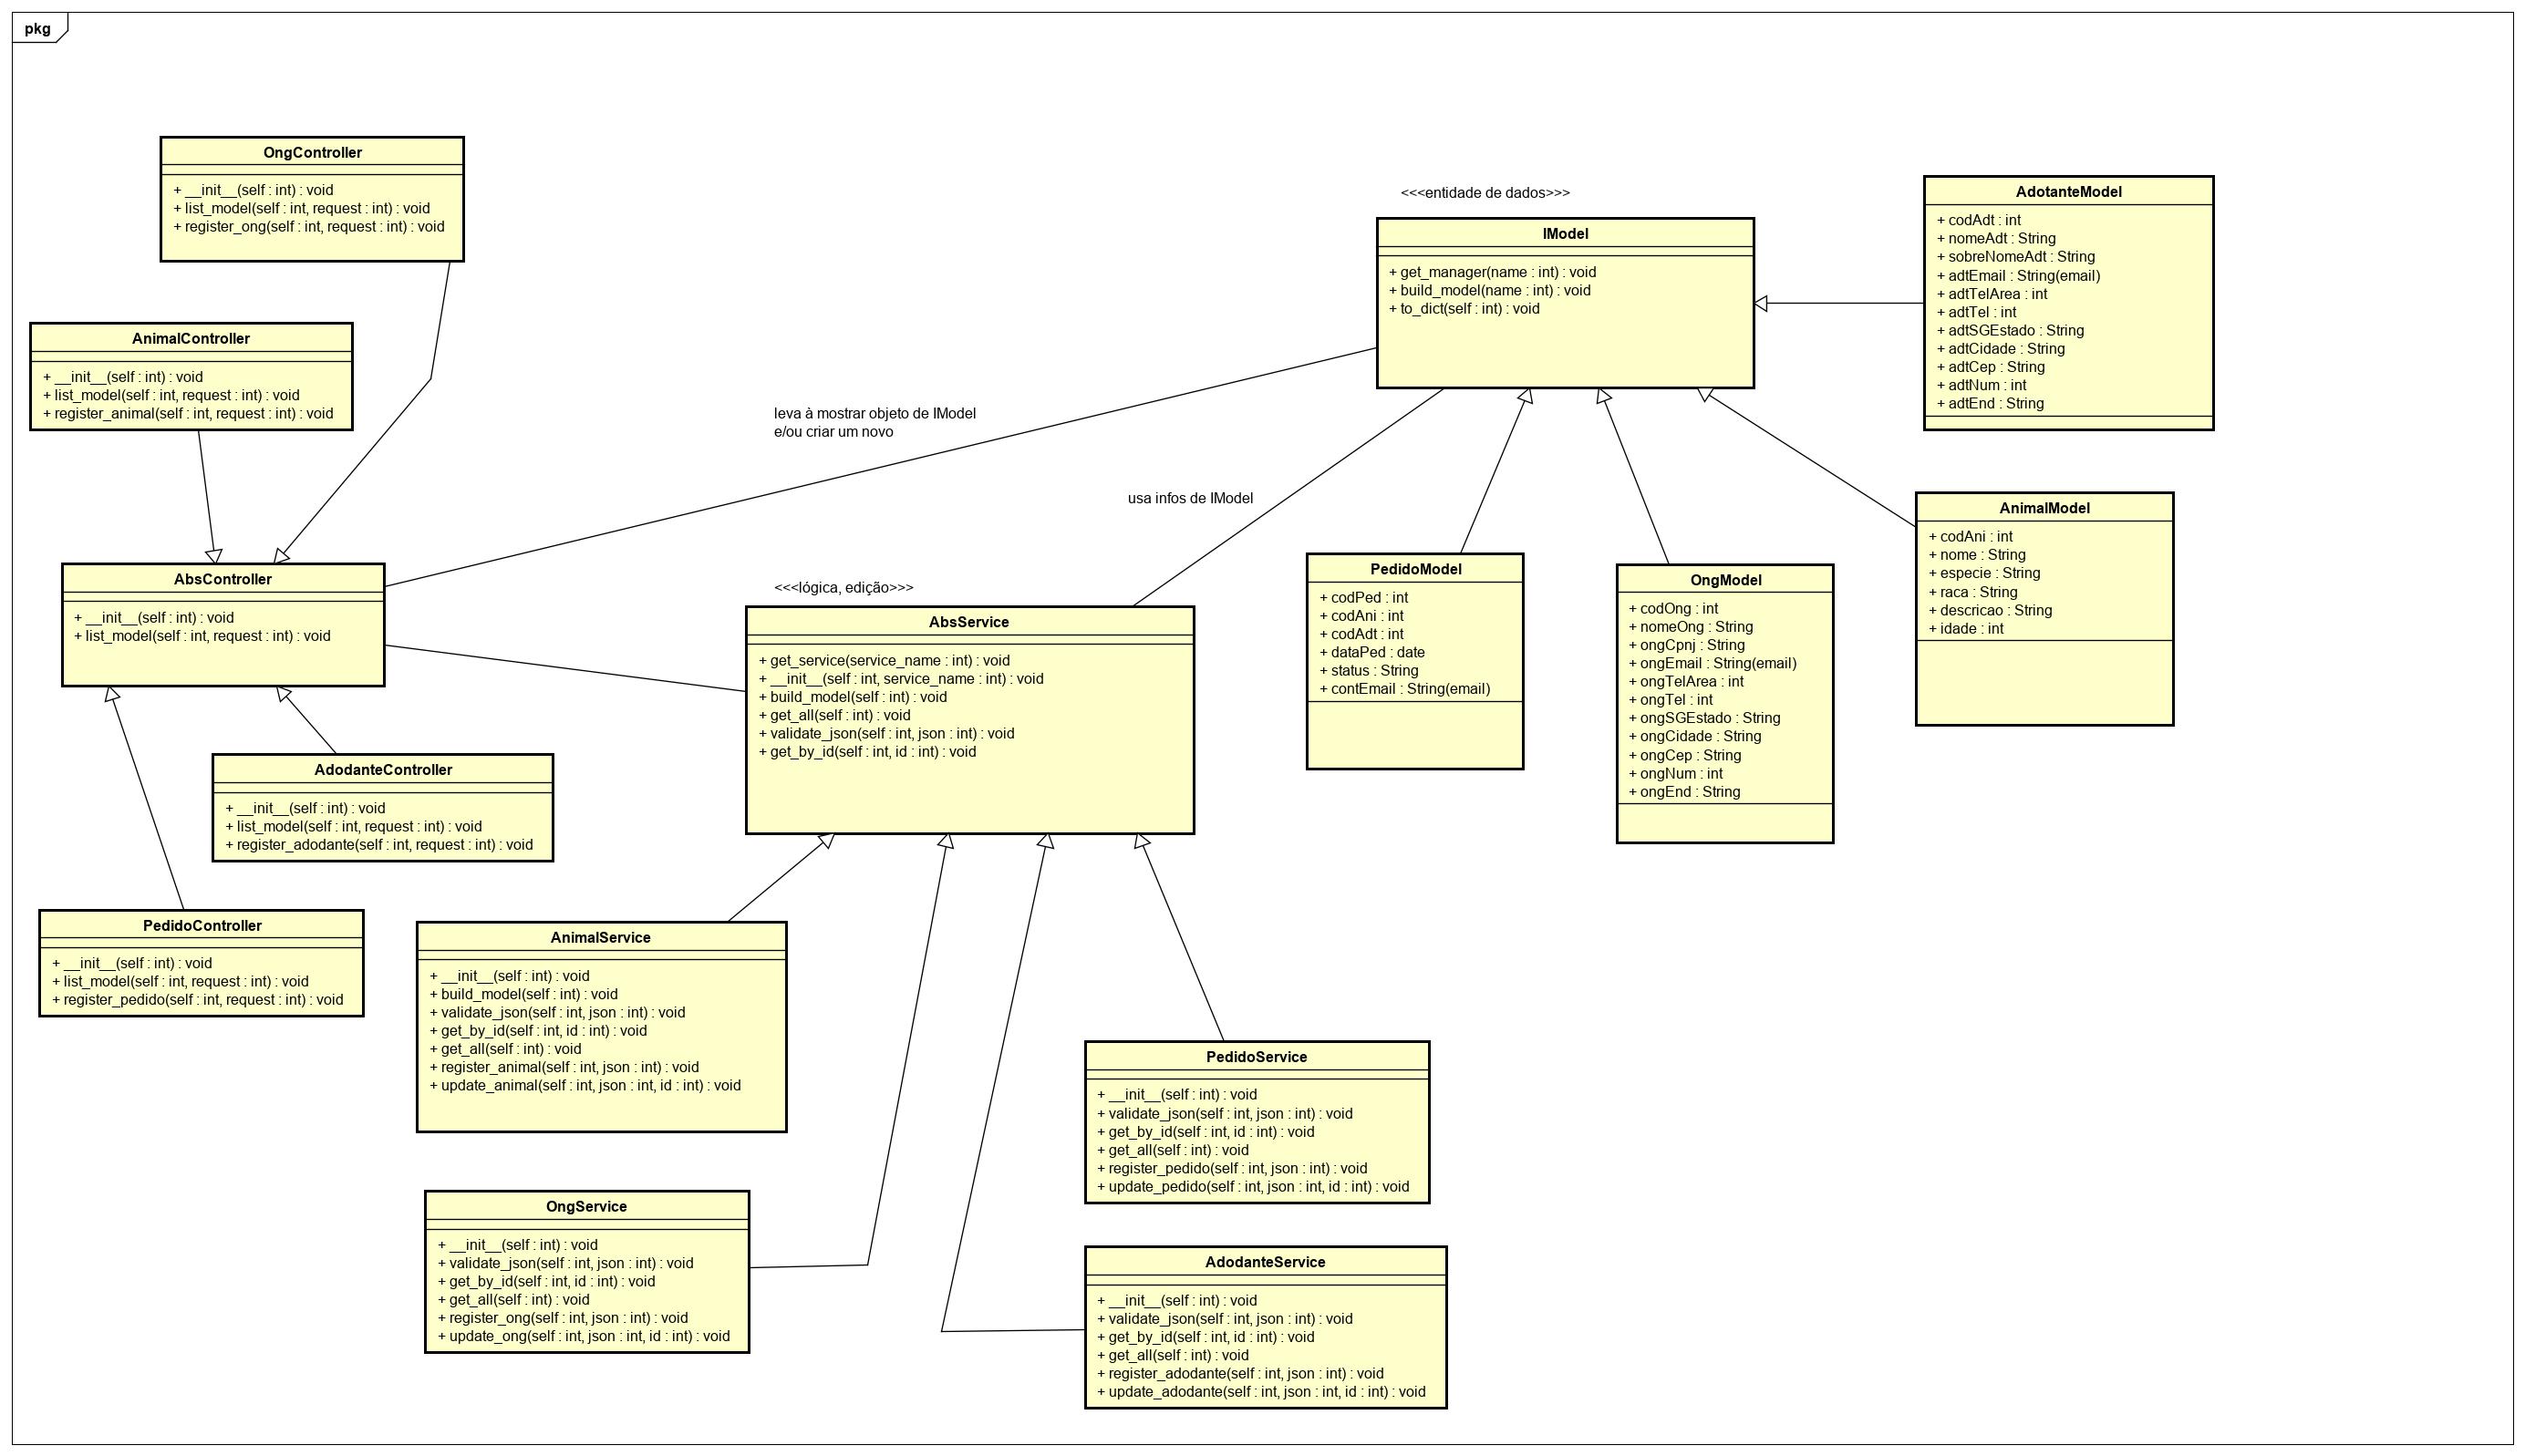 pkg
OngController
+ __init__(self : int) : void
+ list_model(self : int, request : int) : void
+ register_ong(self : int, request : int) : void
AnimalController
+ __init__(self : int) : void
+ list_model(self : int, request : int) : void
+ register_animal(self : int, request : int) : void
AbsController
+ __init__(self : int) : void
+ list_model(self : int, request : int) : void
AdodanteController
+ __init__(self : int) : void
+ list_model(self : int, request : int) : void
+ register_adodante(self : int, request : int) : void
PedidoController
+ __init__(self : int) : void
+ list_model(self : int, request : int) : void
+ register_pedido(self : int, request : int) : void
leva à mostrar objeto de IModel
e/ou criar um novo
usa infos de IModel
<<<lógica, edição>>>
AbsService
+ get_service(service_name : int) : void
+ __init__(self : int, service_name : int) : void
+ build_model(self : int) : void
+ get_all(self : int) : void
+ validate_json(self : int, json : int) : void
+ get_by_id(self : int, id : int) : void
AnimalService
+ __init__(self : int) : void
+ build_model(self : int) : void
+ validate_json(self : int, json : int) : void
+ get_by_id(self : int, id : int) : void
+ get_all(self : int) : void
+ register_animal(self : int, json : int) : void
+ update_animal(self : int, json : int, id : int) : void
OngService
+ __init__(self : int) : void
+ validate_json(self : int, json : int) : void
+ get_by_id(self : int, id : int) : void
+ get_all(self : int) : void
+ register_ong(self : int, json : int) : void
+ update_ong(self : int, json : int, id : int) : void
PedidoService
+ __init__(self : int) : void
+ validate_json(self : int, json : int) : void
+ get_by_id(self : int, id : int) : void
+ get_all(self : int) : void
+ register_pedido(self : int, json : int) : void
+ update_pedido(self : int, json : int, id : int) : void
AdodanteService
+ __init__(self : int) : void
+ validate_json(self : int, json : int) : void
+ get_by_id(self : int, id : int) : void
+ get_all(self : int) : void
+ register_adodante(self : int, json : int) : void
+ update_adodante(self : int, json : int, id : int) : void
<<<entidade de dados>>>
IModel
+ get_manager(name : int) : void
+ build_model(name : int) : void
+ to_dict(self : int) : void
AdotanteModel
+ codAdt : int
+ nomeAdt : String
+ sobreNomeAdt : String
+ adtEmail : String(email)
+ adtTelArea : int
+ adtTel : int
+ adtSGEstado : String
+ adtCidade : String
+ adtCep : String
+ adtNum : int
+ adtEnd : String
PedidoModel
+ codPed : int
+ codAni : int
+ codAdt : int
+ dataPed : date
+ status : String
+ contEmail : String(email)
OngModel
+ codOng : int
+ nomeOng : String
+ ongCpnj : String
+ ongEmail : String(email)
+ ongTelArea : int
+ ongTel : int
+ ongSGEstado : String
+ ongCidade : String
+ ongCep : String
+ ongNum : int
+ ongEnd : String
AnimalModel
+ codAni : int
+ nome : String
+ especie : String
+ raca : String
+ descricao : String
+ idade : int